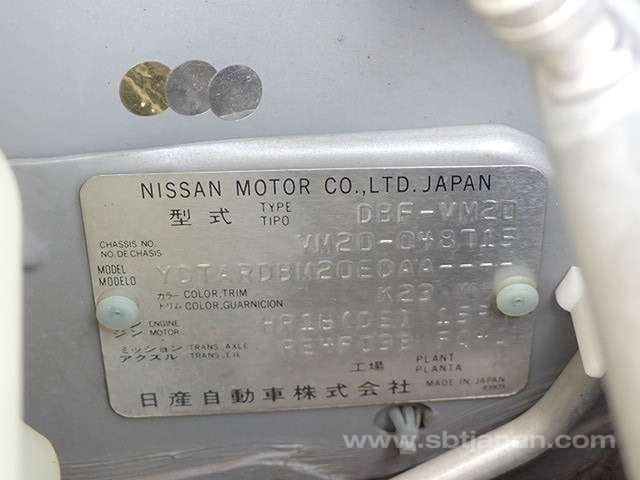 NISSAN MOTOR CO.,LTD. JAPAN
型式 TYPE TIPO DBF-VM20
CHASSIS NO. NO. DE CHASIS VM20-048715
MODEL MODELO
カラー COLOR, TRIM K23
トリム COLOR, GUARNICION
ENGINE MOTOR HR16(DE)
ミッション TRANS. AXLE
アクスル TRANS., EJE
工場 PLANT PLANTA
日産自動車株式会社 MADE IN JAPAN
www.sbtjapan.com